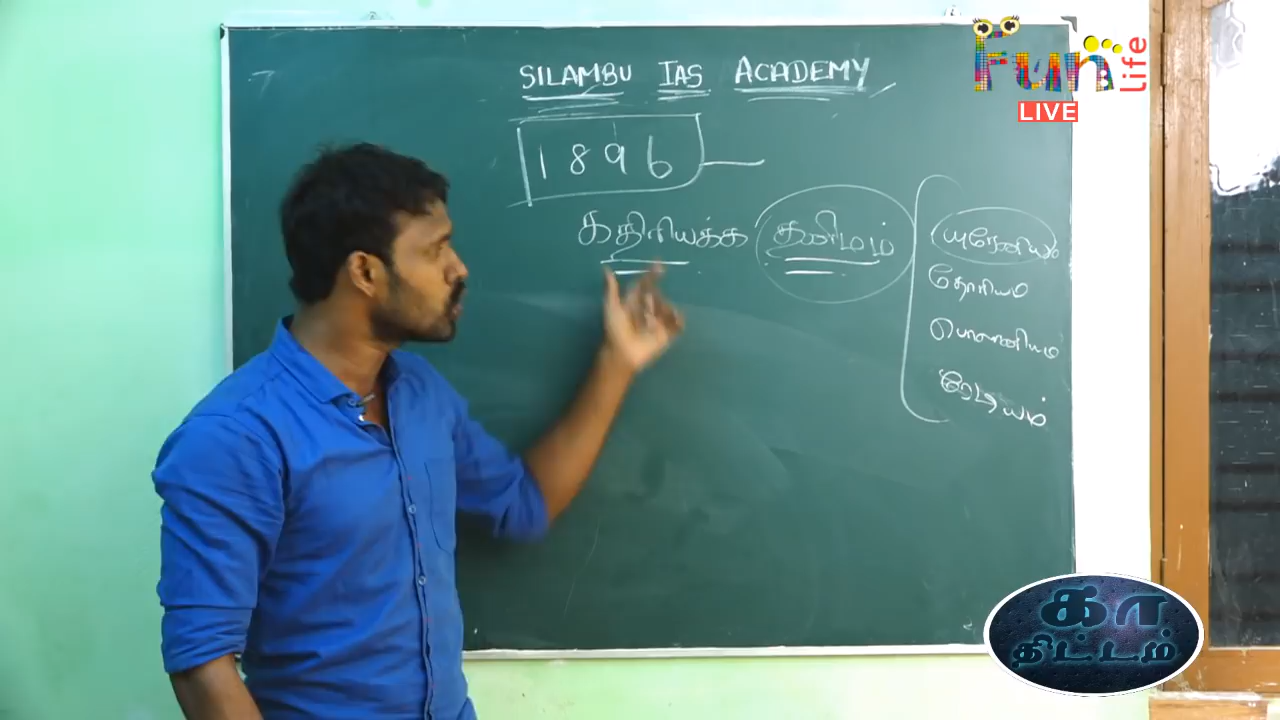 SILAMBU IAS ACADEMY
Fun Life
LIVE
1896
கதிரியக்க தனிமம்
யுரேனியம்
தோரியம்
பொலோனியம
ரேடியம்
கா
திட்டம்